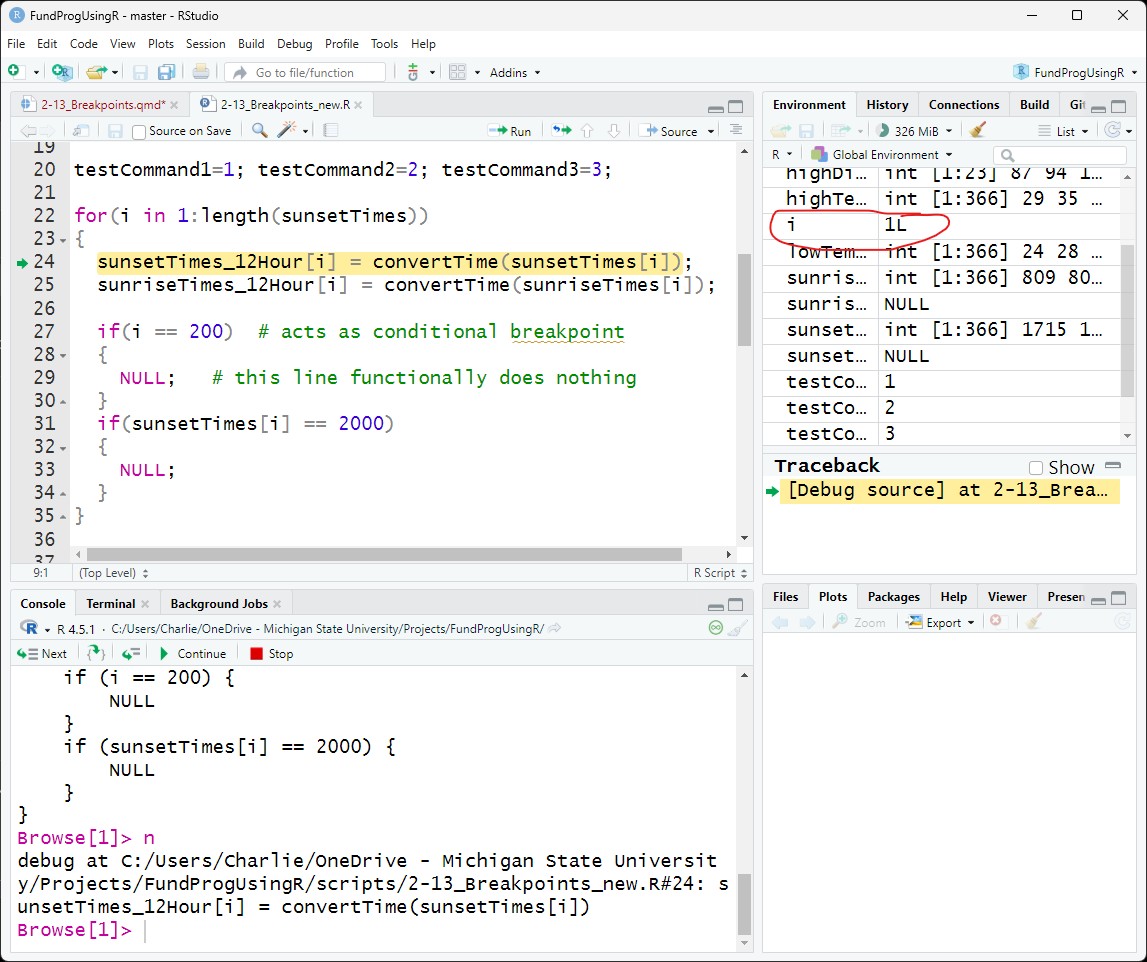 FundProgUsingR - master - RStudio
File Edit Code View Plots Session Build Debug Profile Tools Help
Go to file/function Addins FundProgUsingR
2-13_Breakpoints.qmd* 2-13_Breakpoints_new.R
Source on Save Run Source
19
20 testCommand1=1; testCommand2=2; testCommand3=3;
21
22 for(i in 1:length(sunsetTimes))
23 {
24 sunsetTimes_12Hour[i] = convertTime(sunsetTimes[i]);
25 sunriseTimes_12Hour[i] = convertTime(sunriseTimes[i]);
26
27 if(i == 200) # acts as conditional breakpoint
28 {
29 NULL; # this line functionally does nothing
30 }
31 if(sunsetTimes[i] == 2000)
32 {
33 NULL;
34 }
35 }
36
37
9:1 (Top Level) R Script
Console Terminal Background Jobs
R 4.5.1 · C:/Users/Charlie/OneDrive - Michigan State University/Projects/FundProgUsingR/
Next Continue Stop
if (i == 200) {
NULL
}
if (sunsetTimes[i] == 2000) {
NULL
}
}
Browse[1]> n
debug at C:/Users/Charlie/OneDrive - Michigan State Universit
y/Projects/FundProgUsingR/scripts/2-13_Breakpoints_new.R#24: s
unsetTimes_12Hour[i] = convertTime(sunsetTimes[i])
Browse[1]>
Environment History Connections Build Git
326 MiB List
R Global Environment
highDi... int [1:23] 87 94 1...
highTe... int [1:366] 29 35 ...
i 1L
lowTem... int [1:366] 24 28 ...
sunris... int [1:366] 809 80...
sunris... NULL
sunset... int [1:366] 1715 1...
sunset... NULL
testCo... 1
testCo... 2
testCo... 3
Traceback Show
[Debug source] at 2-13_Brea...
Files Plots Packages Help Viewer Presen
Zoom Export